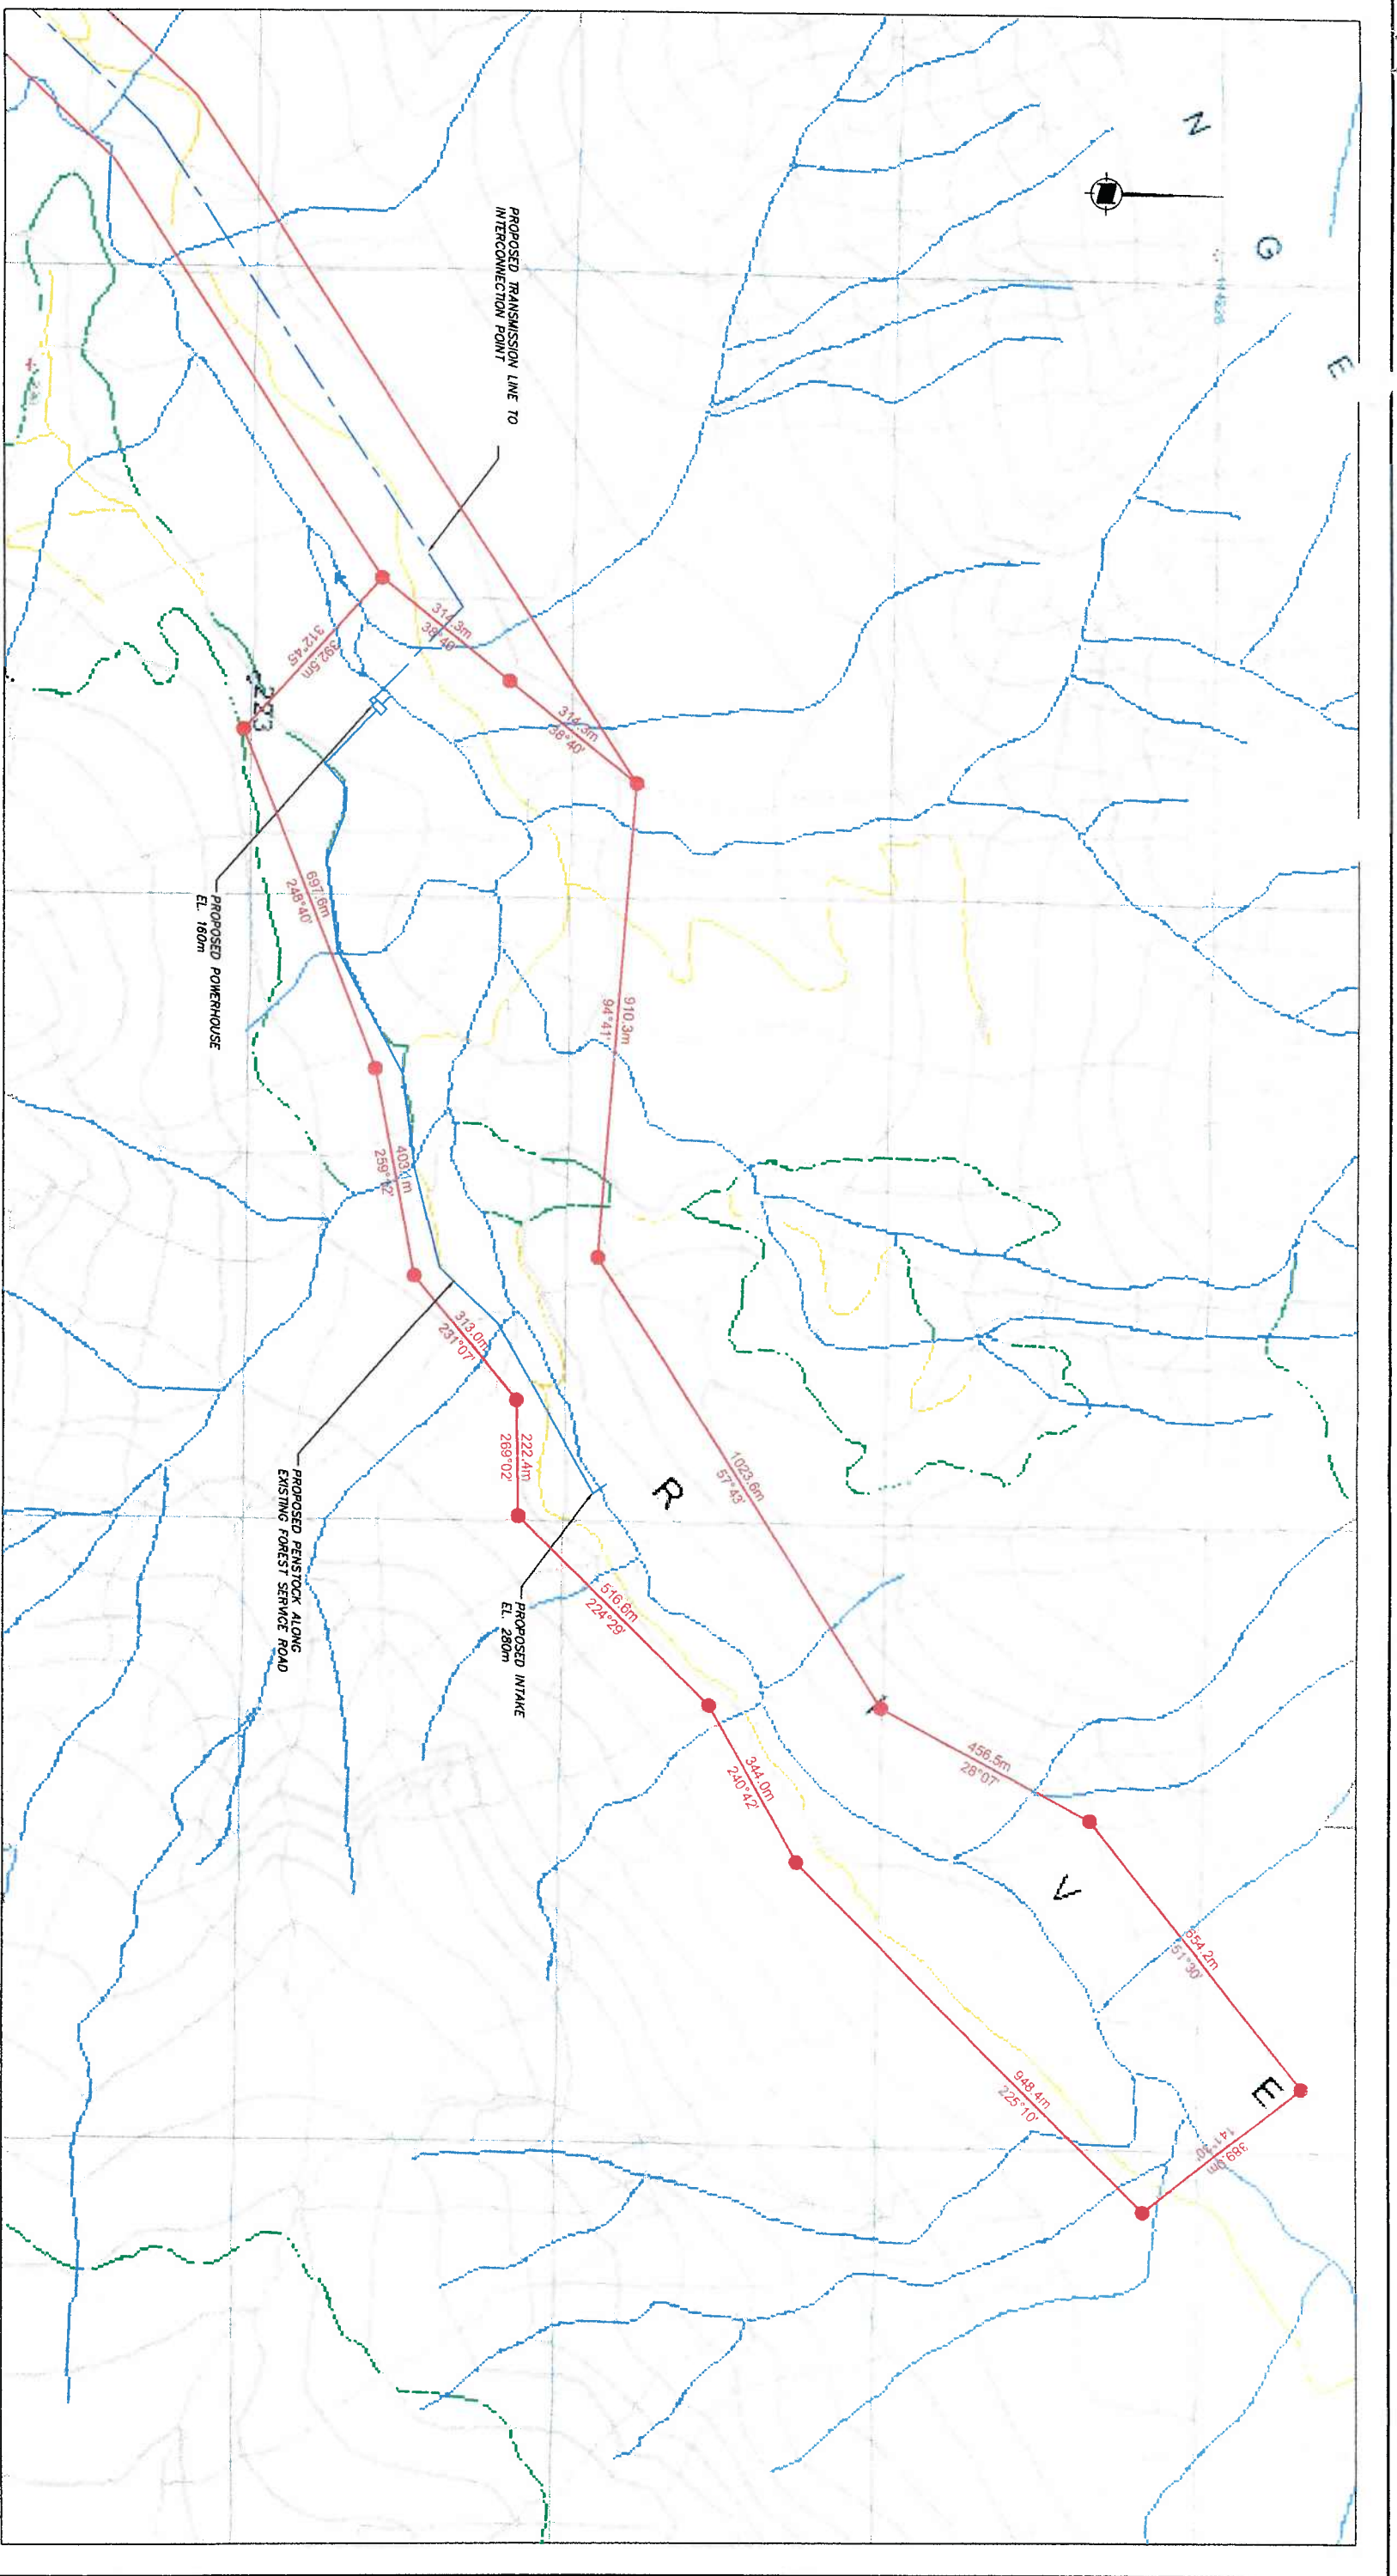 N
G
E
PROPOSED TRANSMISSION LINE TO
INTERCONNECTION POINT
314.3m
38°40'
314.3m
38°40'
392.5m
312°45'
PROPOSED POWERHOUSE
EL. 160m
697.6m
248°40'
910.3m
94°41'
403.1m
259°12'
313.0m
231°07'
222.4m
269°02'
PROPOSED PENSTOCK ALONG
EXISTING FOREST SERVICE ROAD
R
1023.6m
57°43'
PROPOSED INTAKE
EL. 280m
516.6m
224°29'
344.0m
240°42'
456.5m
28°07'
V
654.2m
51°30'
E
948.4m
225°10'
141°30'